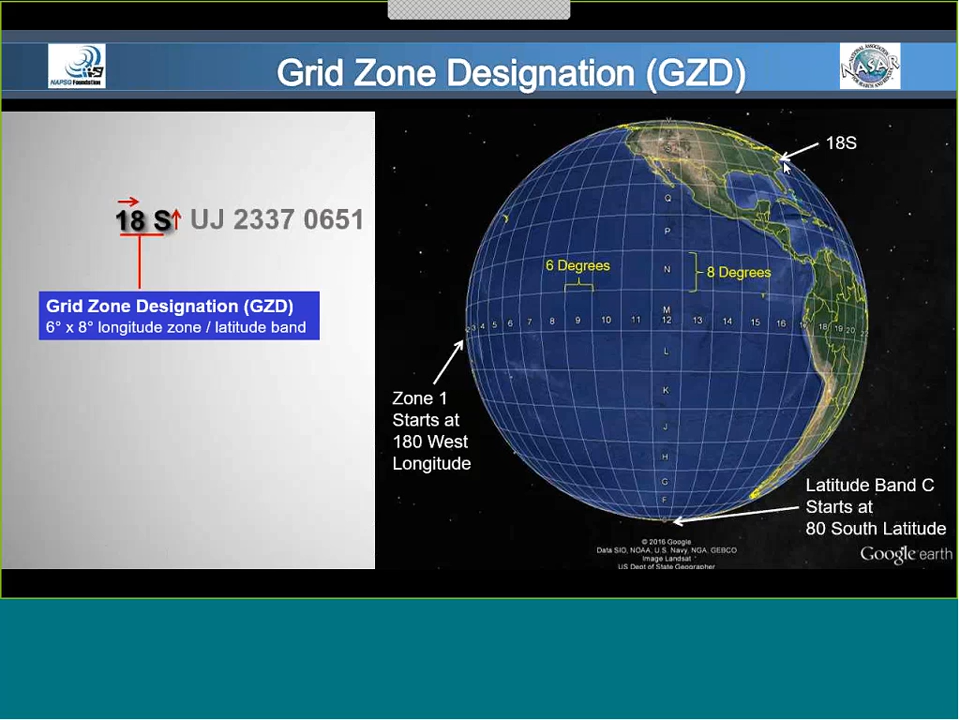 Grid Zone Designation (GZD)
NAPSG Foundation
NASAR
18 S UJ 2337 0651
Grid Zone Designation (GZD)
6° x 8° longitude zone / latitude band
18S
Q
P
6 Degrees
N
8 Degrees
M
2 3 4 5 6 7 8 9 10 11 12 13 14 15 16 18 19 20
L
K
J
H
G
F
Zone 1
Starts at
180 West
Longitude
Latitude Band C
Starts at
80 South Latitude
© 2016 Google
Data SIO, NOAA, U.S. Navy, NGA, GEBCO
Image Landsat
US Dept of State Geographer
Google earth